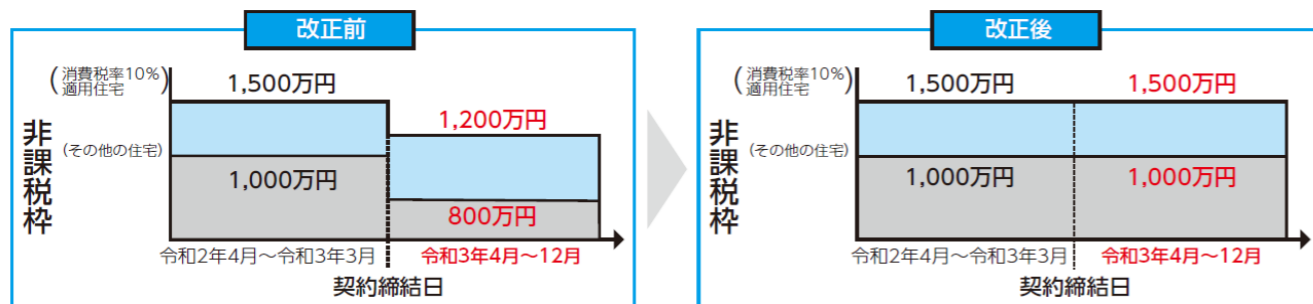 改正前
(消費税率10%
適用住宅)
1,500万円
1,200万円
非課税枠
(その他の住宅)
1,000万円
800万円
令和2年4月〜令和3年3月
令和3年4月〜12月
契約締結日
改正後
(消費税率10%
適用住宅)
1,500万円
1,500万円
非課税枠
(その他の住宅)
1,000万円
1,000万円
令和2年4月〜令和3年3月
令和3年4月〜12月
契約締結日